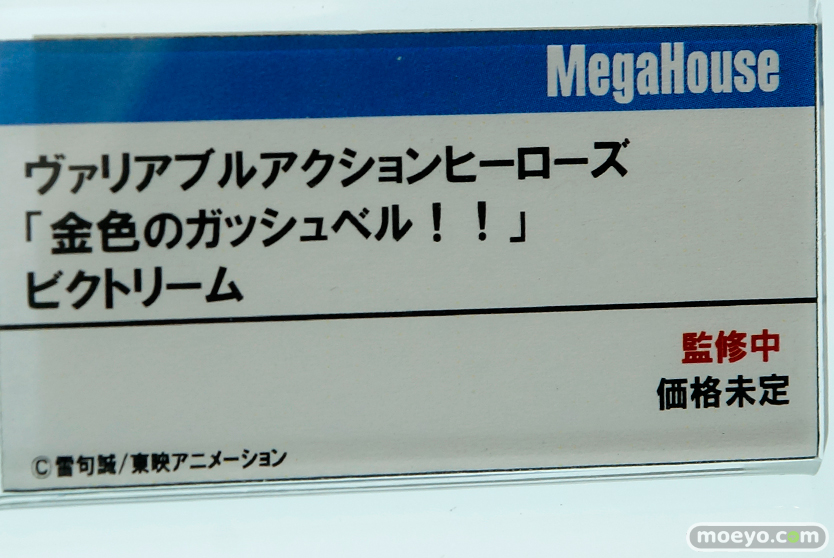 MegaHouse
ヴァリアブルアクションヒーローズ
「金色のガッシュベル！！」
ビクトリーム
監修中
価格未定
©雷句誠/東映アニメーション
moeyo.com